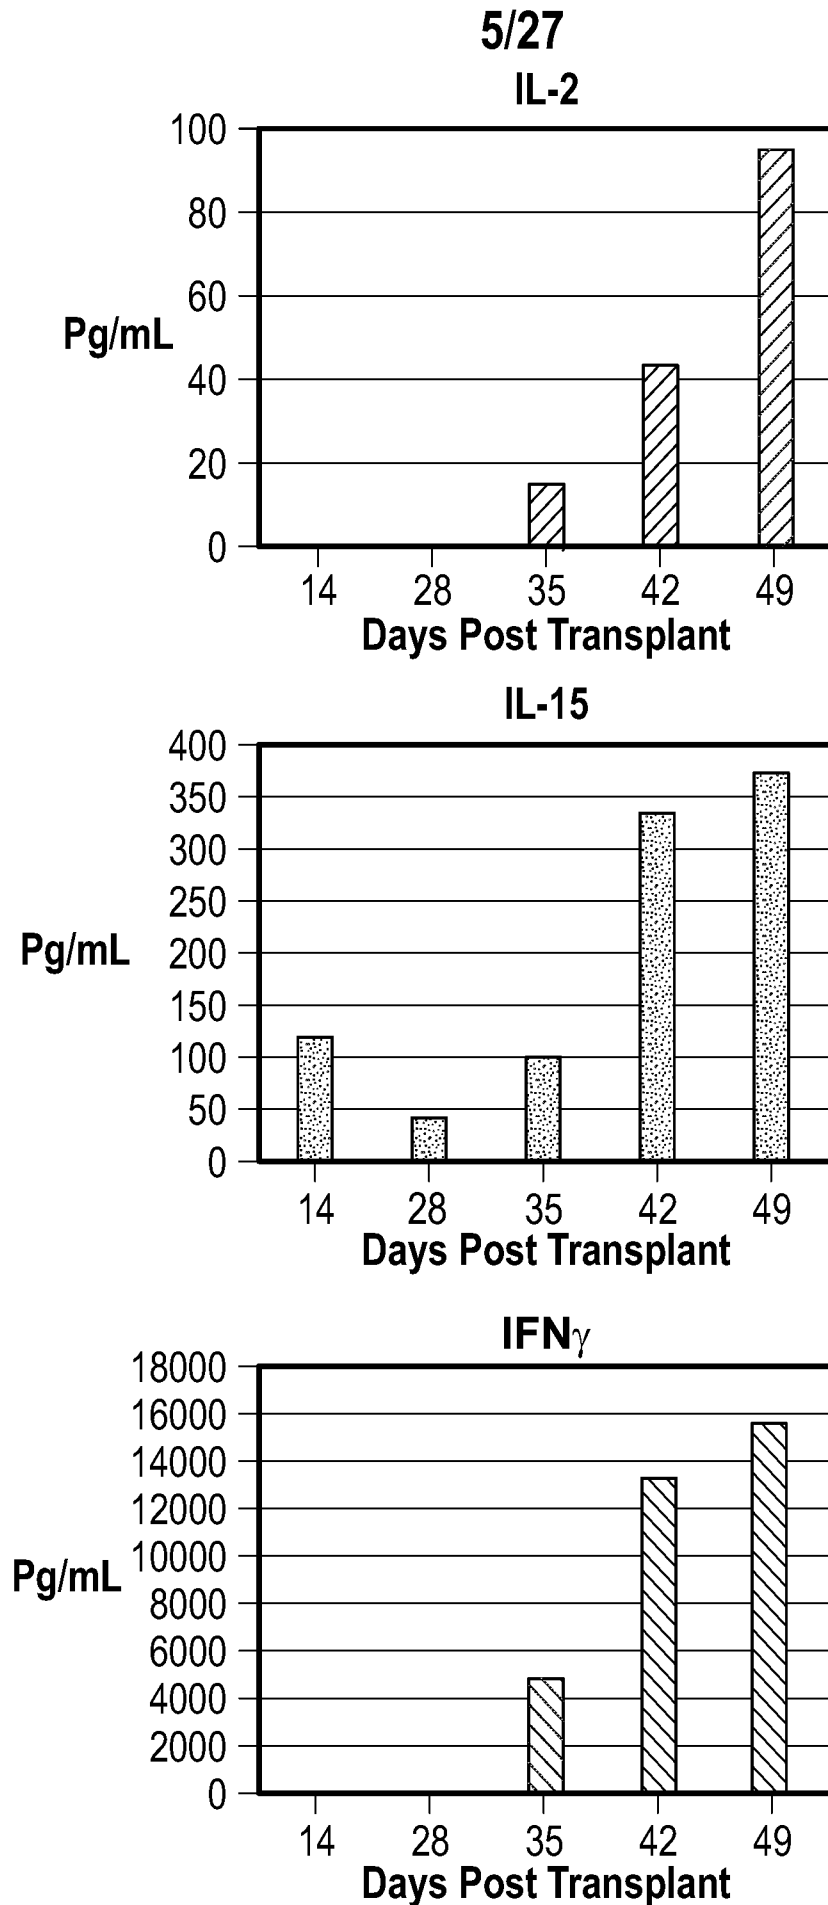 5/27
IL-2
100
80
60
Pg/mL
40
20
0
14 28 35 42 49
Days Post Transplant
IL-15
400
350
300
250
Pg/mL
200
150
100
50
0
14 28 35 42 49
Days Post Transplant
IFNγ
18000
16000
14000
12000
10000
Pg/mL
8000
6000
4000
2000
0
14 28 35 42 49
Days Post Transplant